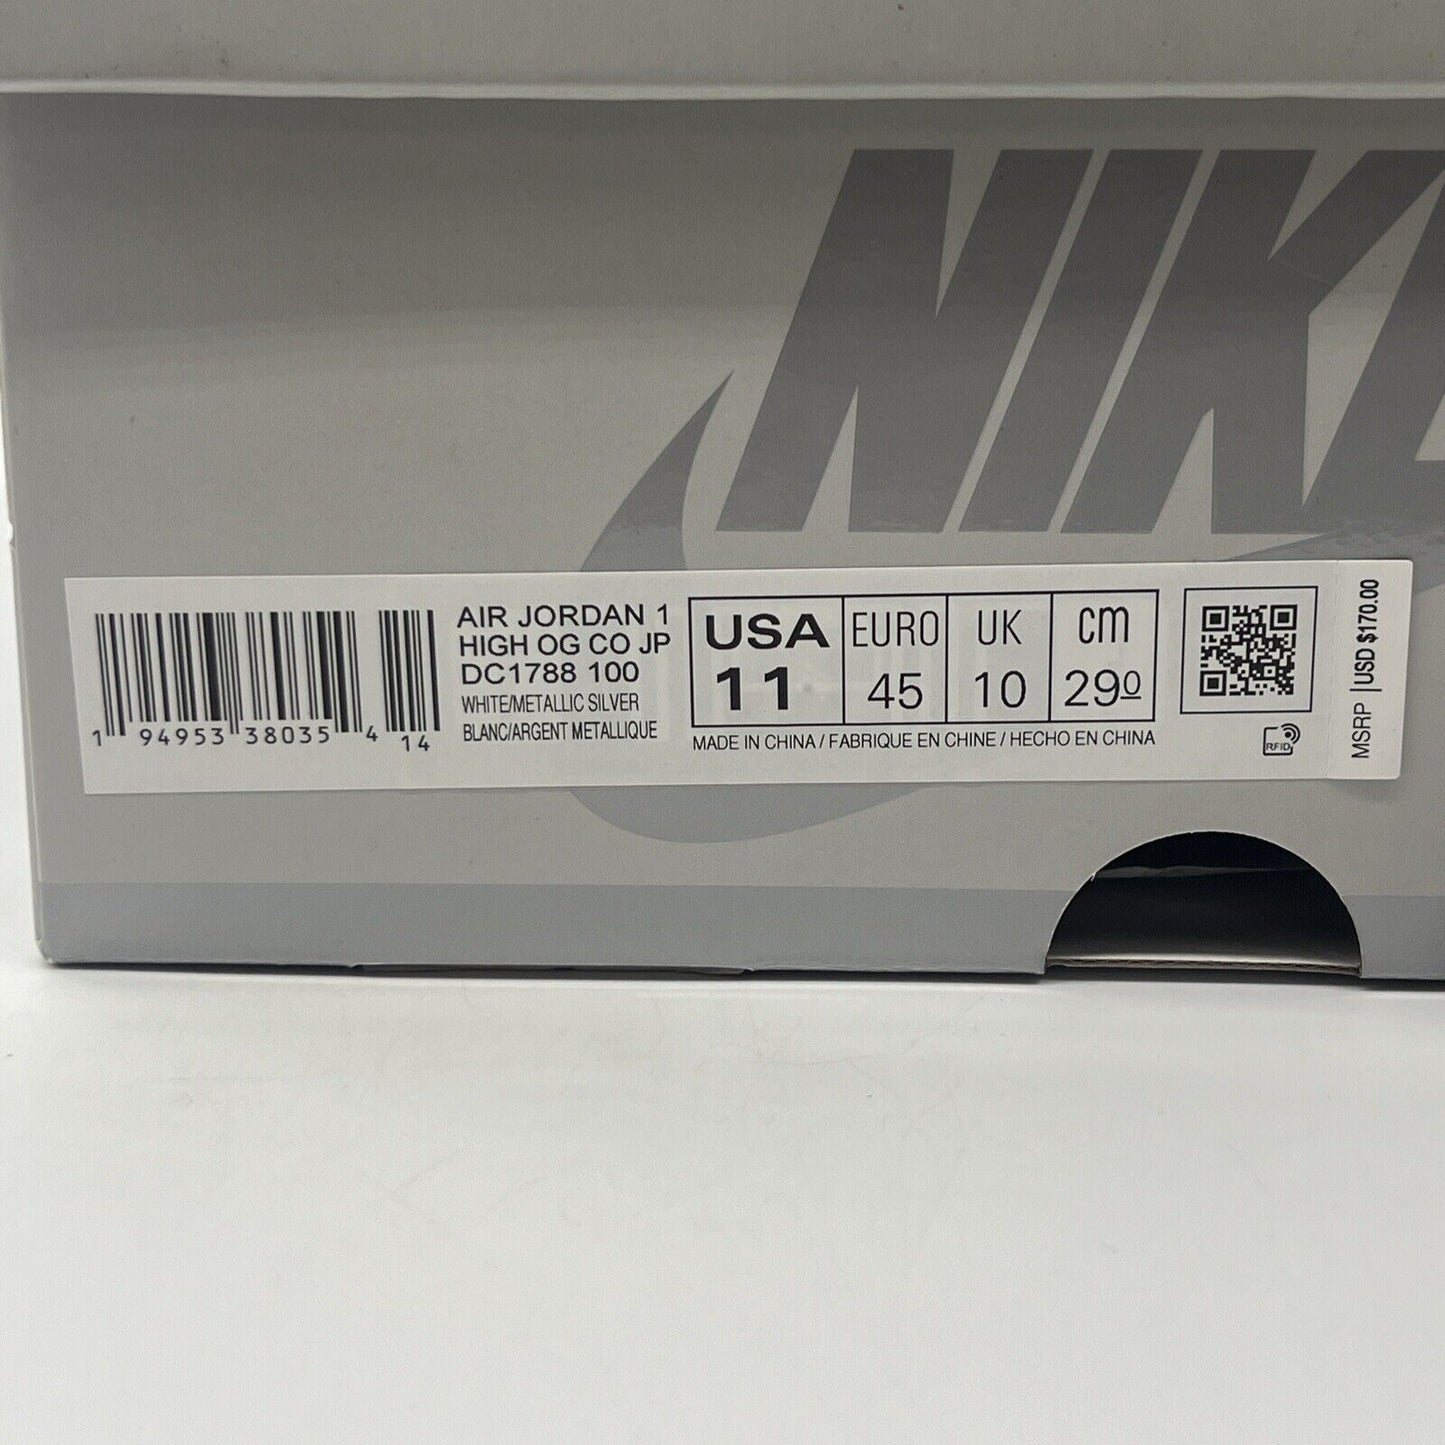 NIKE
AIR JORDAN 1
HIGH OG CO JP
DC1788 100
WHITE/METALLIC SILVER
BLANC/ARGENT METALLIQUE
1 94953 38035 4 14
USA EURO UK cm
11 45 10 29⁰
MADE IN CHINA / FABRIQUE EN CHINE / HECHO EN CHINA
RFID
MSRP USD $170.00